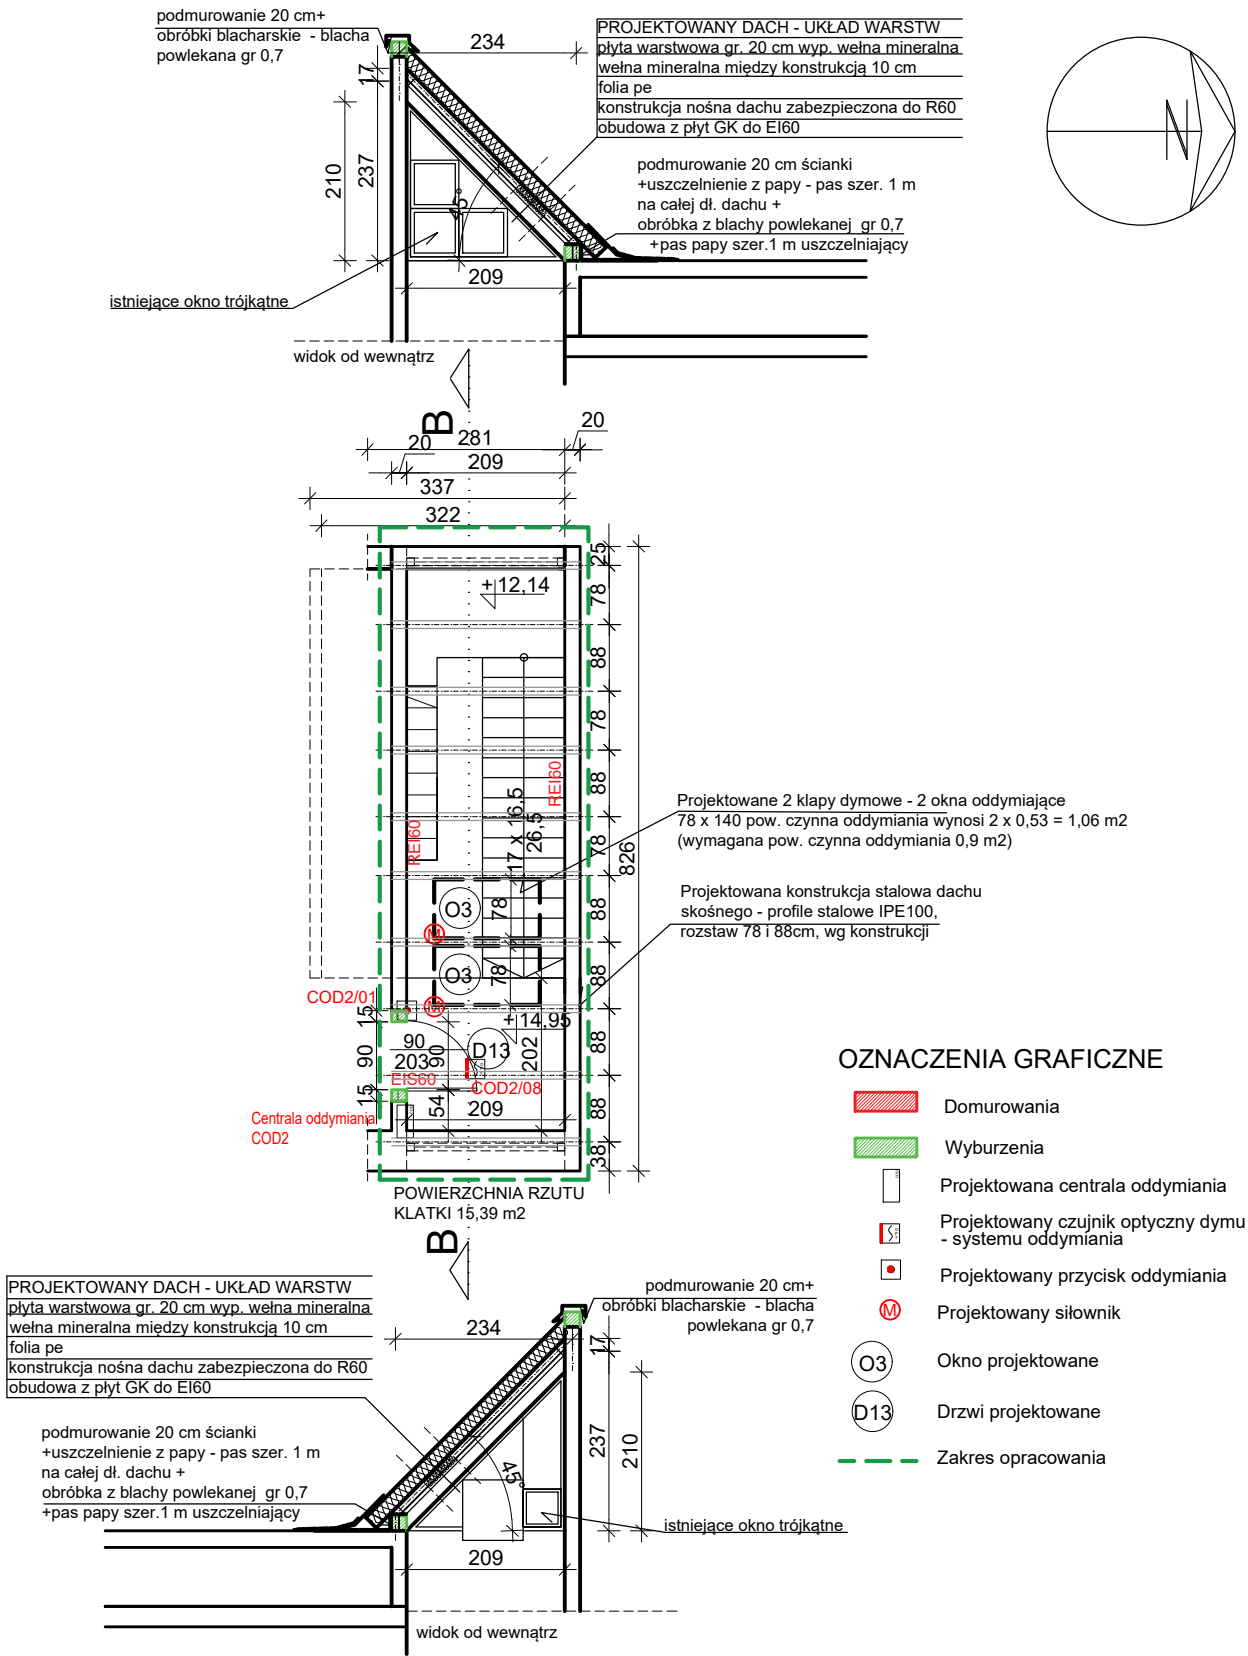 podmurowanie 20 cm+
obróbki blacharskie - blacha
powlekana gr 0,7
PROJEKTOWANY DACH - UKŁAD WARSTW
płyta warstwowa gr. 20 cm wyp. wełna mineralna
wełna mineralna między konstrukcją 10 cm
folia pe
konstrukcja nośna dachu zabezpieczona do R60
obudowa z płyt GK do EI60
234
17
210
237
45°
209
N
podmurowanie 20 cm ścianki
+uszczelnienie z papy - pas szer. 1 m
na całej dł. dachu +
obróbka z blachy powlekanej gr 0,7
+pas papy szer.1 m uszczelniający
istniejące okno trójkątne
widok od wewnątrz
B
20
281
20
209
337
322
25
+12,14
78
88
78
88
78
88
88
88
88
38
826
REI60
REI60
17 x 16,5
26,5
O3
78
M
O3
78
M
Projektowane 2 klapy dymowe - 2 okna oddymiające
78 x 140 pow. czynna oddymiania wynosi 2 x 0,53 = 1,06 m2
(wymagana pow. czynna oddymiania 0,9 m2)
Projektowana konstrukcja stalowa dachu
skośnego - profile stalowe IPE100,
rozstaw 78 i 88cm, wg konstrukcji
COD2/01
15
90
15
+14,95
90
203
90
D13
202
EIS60
COD2/08
54
209
Centrala oddymiania
COD2
POWIERZCHNIA RZUTU
KLATKI 15,39 m2
B
OZNACZENIA GRAFICZNE
Domurowania
Wyburzenia
Projektowana centrala oddymiania
Projektowany czujnik optyczny dymu
- systemu oddymiania
Projektowany przycisk oddymiania
M Projektowany siłownik
O3 Okno projektowane
D13 Drzwi projektowane
Zakres opracowania
PROJEKTOWANY DACH - UKŁAD WARSTW
płyta warstwowa gr. 20 cm wyp. wełna mineralna
wełna mineralna między konstrukcją 10 cm
folia pe
konstrukcja nośna dachu zabezpieczona do R60
obudowa z płyt GK do EI60
podmurowanie 20 cm+
obróbki blacharskie - blacha
powlekana gr 0,7
234
17
237
210
45°
209
podmurowanie 20 cm ścianki
+uszczelnienie z papy - pas szer. 1 m
na całej dł. dachu +
obróbka z blachy powlekanej gr 0,7
+pas papy szer.1 m uszczelniający
istniejące okno trójkątne
widok od wewnątrz